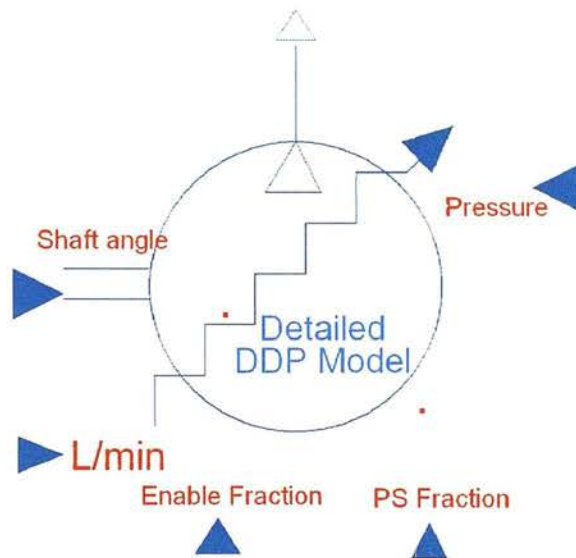 Pressure
Shaft angle
Detailed
DDP Model
L/min
Enable Fraction
PS Fraction